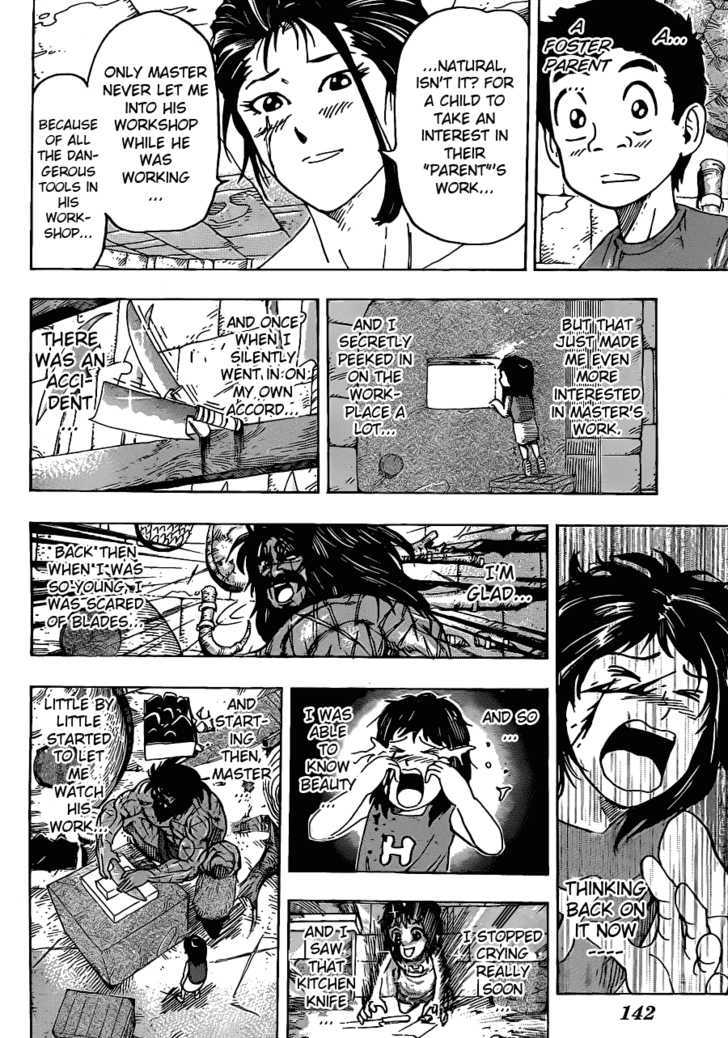 A...
A
FOSTER
PARENT
...NATURAL,
ISN'T IT? FOR
A CHILD TO
TAKE AN
INTEREST IN
THEIR
"PARENT"'S
WORK...
ONLY MASTER
NEVER LET ME
INTO HIS
WORKSHOP
WHILE HE
WAS
WORKING
...
BECAUSE
OF ALL
THE DAN-
GEROUS
TOOLS IN
HIS
WORK-
SHOP...
BUT THAT
JUST MADE
ME EVEN
MORE
INTERESTED
IN MASTER'S
WORK.
AND I
SECRETLY
PEEKED IN
ON THE
WORK-
PLACE A
LOT...
AND ONCE
WHEN I
SILENTLY
WENT IN ON
MY OWN
ACCORD...
THERE
WAS AN
ACCI-
DENT...
THINKING
BACK ON
IT NOW
----
I'M
GLAD...
BACK THEN
WHEN I WAS
SO YOUNG, I
WAS SCARED
OF BLADES...
AND SO
...
I WAS
ABLE
TO
KNOW
BEAUTY
...
I STOPPED
CRYING
REALLY
SOON
...
AND I
SAW
THAT
KITCHEN
KNIFE
...
AND
START-
ING
THEN,
MASTER
LITTLE BY
LITTLE
STARTED
TO LET
ME
WATCH
HIS
WORK...
H
142